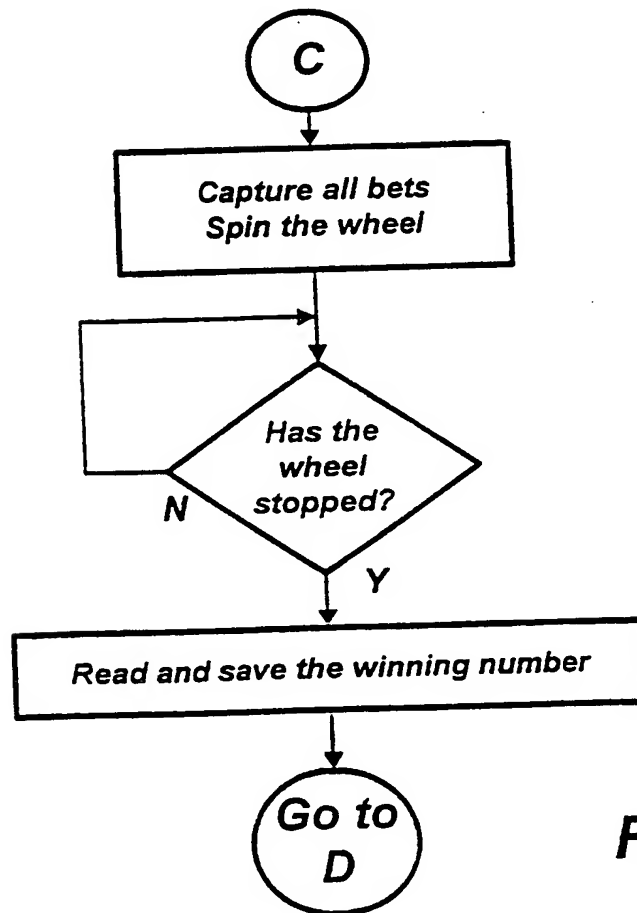 C
Capture all bets
Spin the wheel
Has the
wheel
stopped?
N
Y
Read and save the winning number
Go to
D